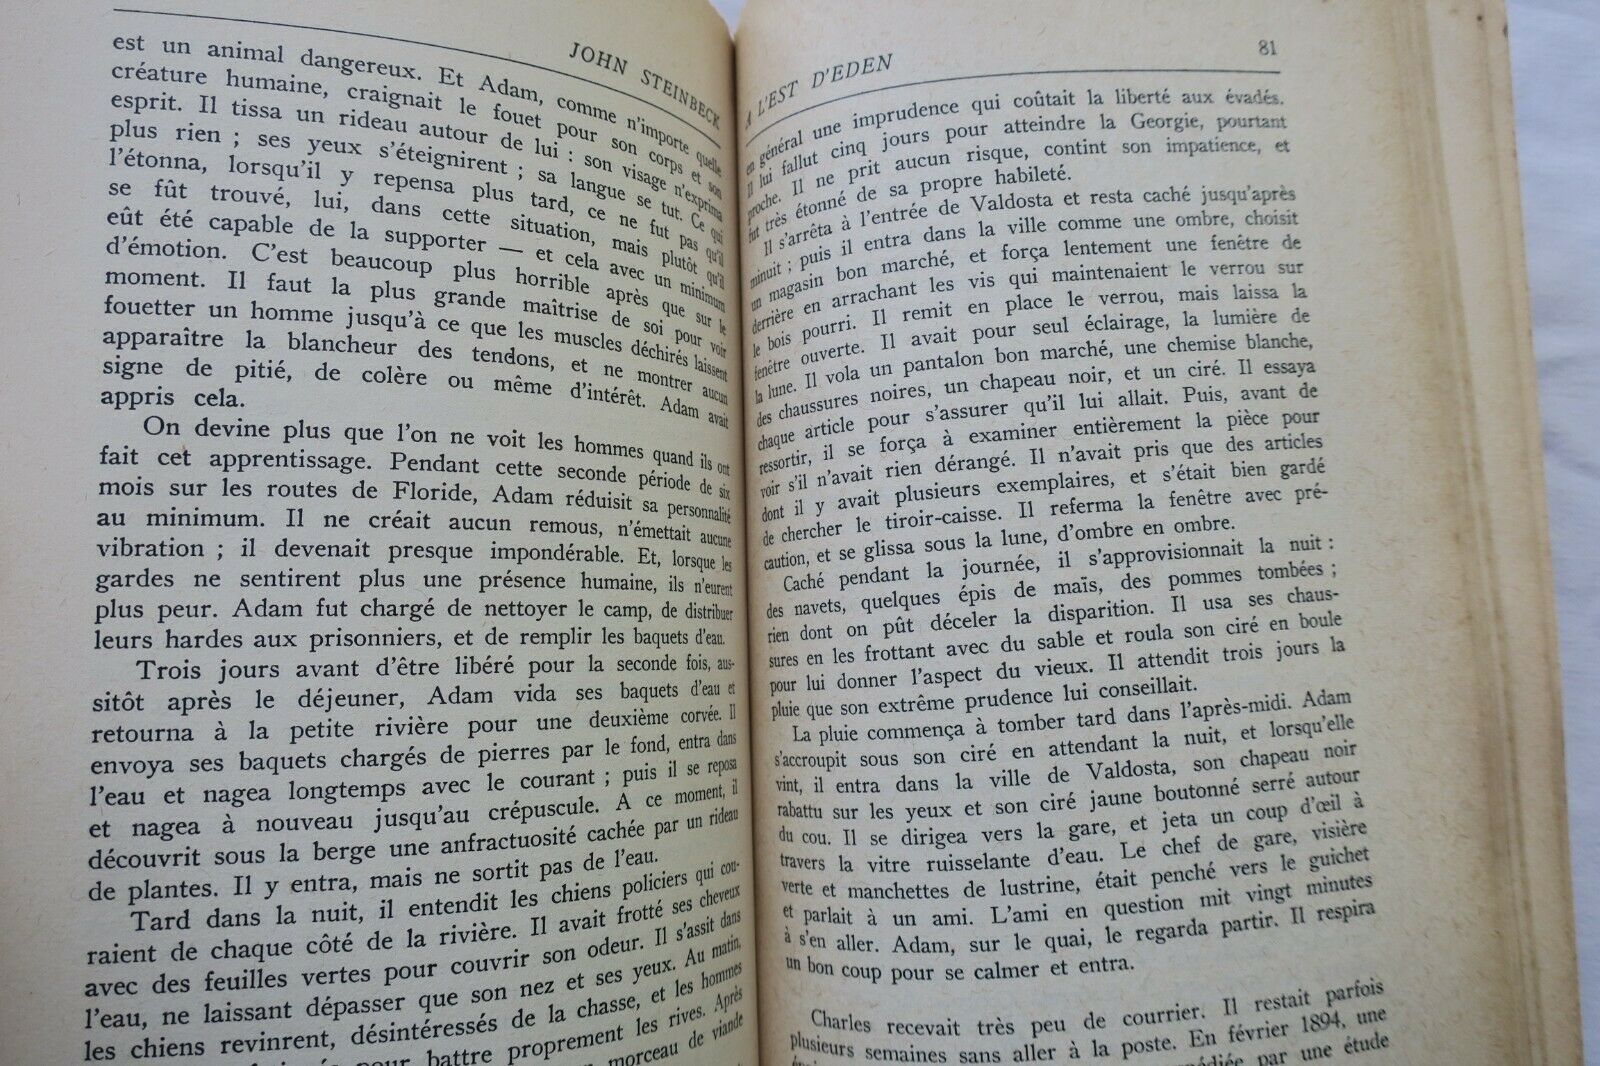 JOHN STEINBECK
est un animal dangereux. Et Adam, comme n'importe quelle
créature humaine, craignait le fouet pour son corps et son
esprit. Il tissa un rideau autour de lui : son visage n'exprima
plus rien ; ses yeux s'éteignirent ; sa langue se tut. Ce qui
l'étonna, lorsqu'il y repensa plus tard, ce ne fut pas qu'il
se fût trouvé, lui, dans cette situation, mais plutôt qu'il
eût été capable de la supporter — et cela avec un minimum
d'émotion. C'est beaucoup plus horrible après que sur le
moment. Il faut la plus grande maîtrise de soi pour voir
fouetter un homme jusqu'à ce que les muscles déchirés laissent
apparaître la blancheur des tendons, et ne montrer aucun
signe de pitié, de colère ou même d'intérêt. Adam avait
appris cela.
On devine plus que l'on ne voit les hommes quand ils ont
fait cet apprentissage. Pendant cette seconde période de six
mois sur les routes de Floride, Adam réduisit sa personnalité
au minimum. Il ne créait aucun remous, n'émettait aucune
vibration ; il devenait presque impondérable. Et, lorsque les
gardes ne sentirent plus une présence humaine, ils n'eurent
plus peur. Adam fut chargé de nettoyer le camp, de distribuer
leurs hardes aux prisonniers, et de remplir les baquets d'eau.
Trois jours avant d'être libéré pour la seconde fois, aus-
sitôt après le déjeuner, Adam vida ses baquets d'eau et
retourna à la petite rivière pour une deuxième corvée. Il
envoya ses baquets chargés de pierres par le fond, entra dans
l'eau et nagea longtemps avec le courant ; puis il se reposa
et nagea à nouveau jusqu'au crépuscule. A ce moment, il
découvrit sous la berge une anfractuosité cachée par un rideau
de plantes. Il y entra, mais ne sortit pas de l'eau.
Tard dans la nuit, il entendit les chiens policiers qui cou-
raient de chaque côté de la rivière. Il avait frotté ses cheveux
avec des feuilles vertes pour couvrir son odeur. Il s'assit dans
l'eau, ne laissant dépasser que son nez et ses yeux. Au matin,
les chiens revinrent, désintéressés de la chasse, et les hommes
pour battre proprement les rives. Après
morceau de viande
A L'EST D'EDEN 81
en général une imprudence qui coûtait la liberté aux évadés.
Il lui fallut cinq jours pour atteindre la Georgie, pourtant
proche. Il ne prit aucun risque, contint son impatience, et
fut très étonné de sa propre habileté.
Il s'arrêta à l'entrée de Valdosta et resta caché jusqu'après
minuit ; puis il entra dans la ville comme une ombre, choisit
un magasin bon marché, et força lentement une fenêtre de
derrière en arrachant les vis qui maintenaient le verrou sur
le bois pourri. Il remit en place le verrou, mais laissa la
fenêtre ouverte. Il avait pour seul éclairage, la lumière de
la lune. Il vola un pantalon bon marché, une chemise blanche,
des chaussures noires, un chapeau noir, et un ciré. Il essaya
chaque article pour s'assurer qu'il lui allait. Puis, avant de
ressortir, il se força à examiner entièrement la pièce pour
voir s'il n'avait rien dérangé. Il n'avait pris que des articles
dont il y avait plusieurs exemplaires, et s'était bien gardé
de chercher le tiroir-caisse. Il referma la fenêtre avec pré-
caution, et se glissa sous la lune, d'ombre en ombre.
Caché pendant la journée, il s'approvisionnait la nuit :
des navets, quelques épis de maïs, des pommes tombées ;
rien dont on pût déceler la disparition. Il usa ses chaus-
sures en les frottant avec du sable et roula son ciré en boule
pour lui donner l'aspect du vieux. Il attendit trois jours la
pluie que son extrême prudence lui conseillait.
La pluie commença à tomber tard dans l'après-midi. Adam
s'accroupit sous son ciré en attendant la nuit, et lorsqu'elle
vint, il entra dans la ville de Valdosta, son chapeau noir
rabattu sur les yeux et son ciré jaune boutonné serré autour
du cou. Il se dirigea vers la gare, et jeta un coup d'œil à
travers la vitre ruisselante d'eau. Le chef de gare, visière
verte et manchettes de lustrine, était penché vers le guichet
et parlait à un ami. L'ami en question mit vingt minutes
à s'en aller. Adam, sur le quai, le regarda partir. Il respira
un bon coup pour se calmer et entra.
Charles recevait très peu de courrier. Il restait parfois
plusieurs semaines sans aller à la poste. En février 1894, une
par une étude